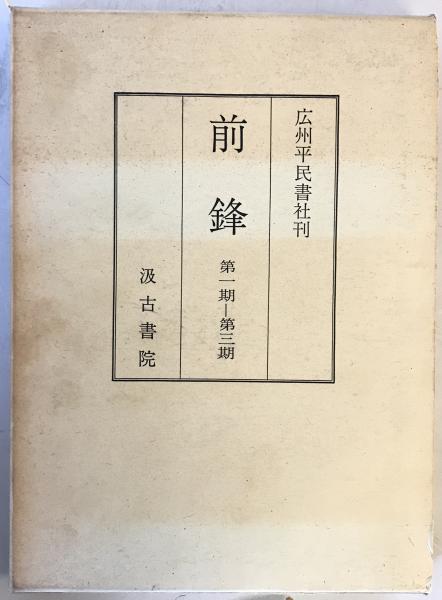 広州平民書社刊
前鋒
第一期―第三期
汲古書院